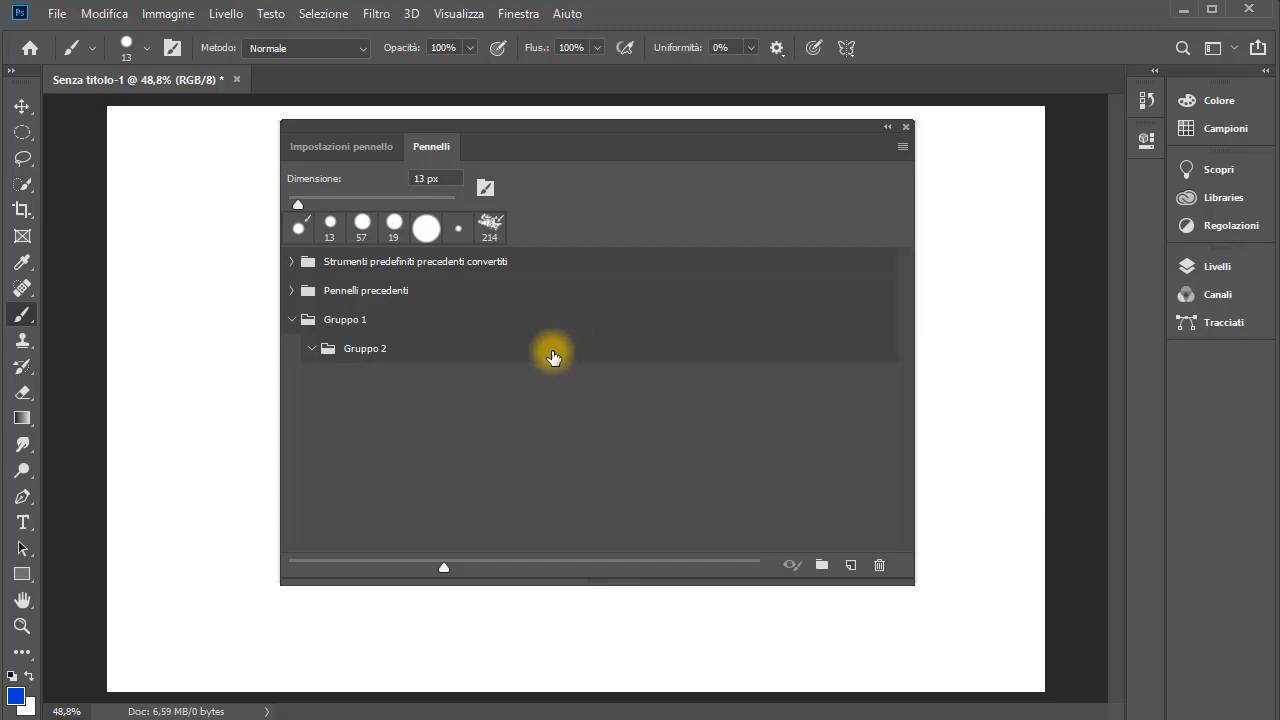 Ps File Modifica Immagine Livello Testo Selezione Filtro 3D Visualizza Finestra Aiuto
13 Metodo: Normale Opacità: 100% Flus.: 100% Uniformità: 0%
Senza titolo-1 @ 48,8% (RGB/8) *
Impostazioni pennello Pennelli
Dimensione: 13 px
13 57 19 214
Strumenti predefiniti precedenti convertiti
Pennelli precedenti
Gruppo 1
Gruppo 2
Colore
Campioni
Scopri
Libraries
Regolazioni
Livelli
Canali
Tracciati
48,8% Doc: 6,59 MB/0 bytes